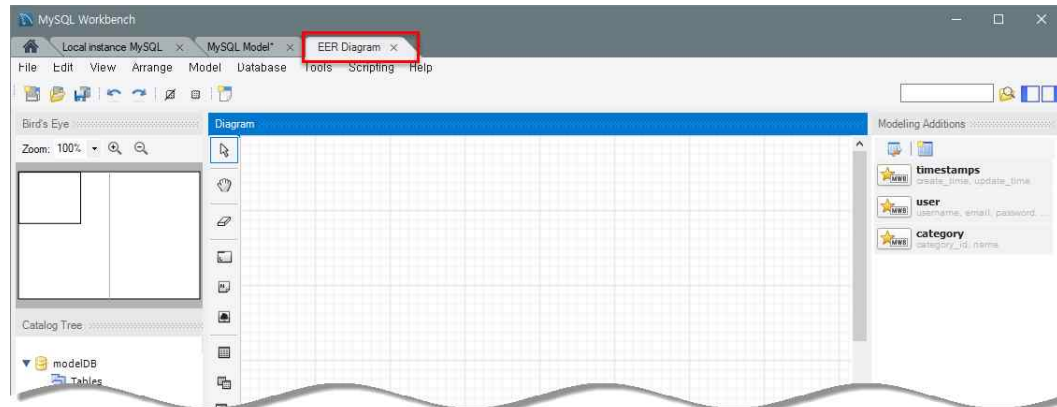 MySQL Workbench
Local instance MySQL × MySQL Model* × EER Diagram ×
File Edit View Arrange Model Database Tools Scripting Help
Bird's Eye
Zoom: 100%
Catalog Tree
modelDB
Tables
Diagram
Modeling Additions
timestamps
create_time, update_time
user
username, email, password, ...
category
category_id, name